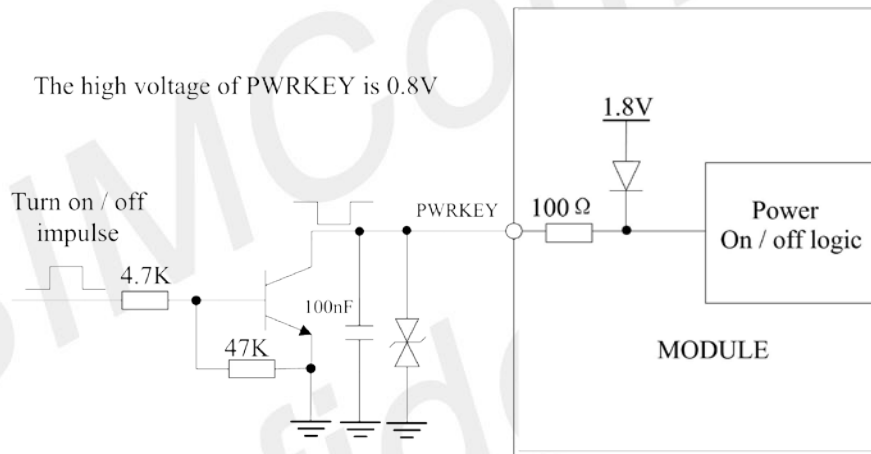 The high voltage of PWRKEY is 0.8V
1.8V
Turn on / off
impulse
PWRKEY
100Ω
Power
On / off logic
4.7K
100nF
47K
MODULE